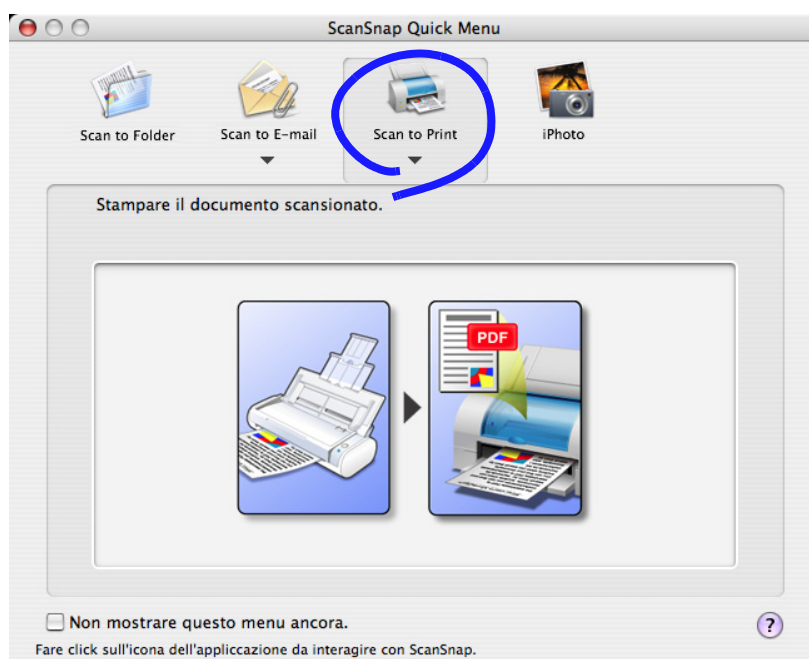 ScanSnap Quick Menu
Scan to Folder
Scan to E-mail
Scan to Print
iPhoto
Stampare il documento scansionato.
PDF
Non mostrare questo menu ancora.
?
Fare click sull'icona dell'appliccazione da interagire con ScanSnap.